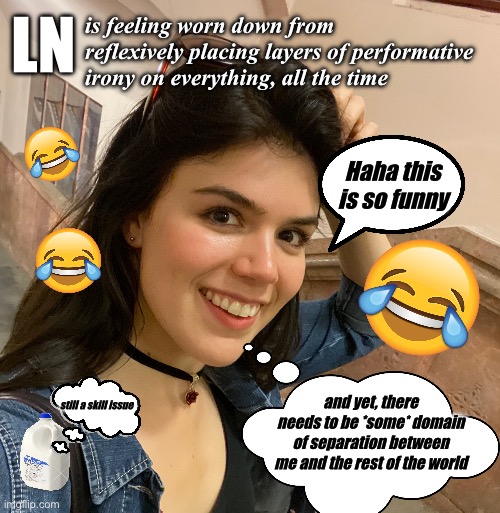 LN
is feeling worn down from
reflexively placing layers of performative
irony on everything, all the time
Haha this
is so funny
and yet, there
needs to be *some* domain
of separation between
me and the rest of the world
still a skill issue
imgflip.com